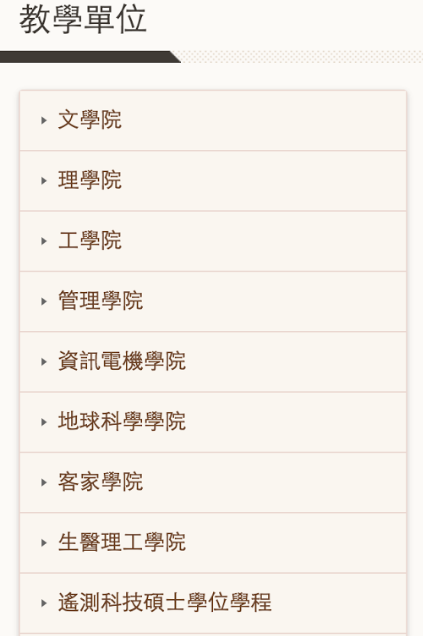 教學單位
文學院
理學院
工學院
管理學院
資訊電機學院
地球科學學院
客家學院
生醫理工學院
遙測科技碩士學位學程